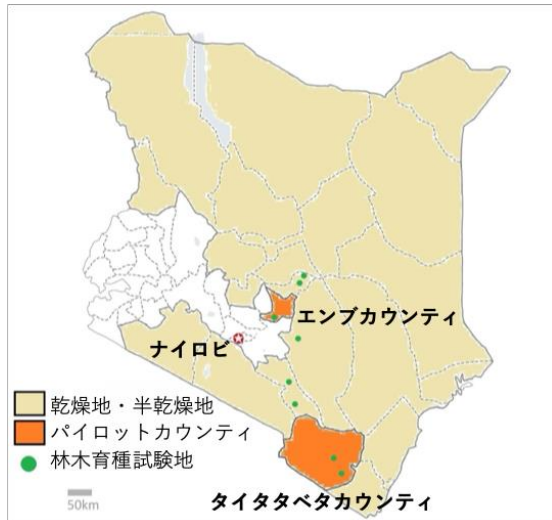 エンブカウンティ
ナイロビ
乾燥地・半乾燥地
パイロットカウンティ
林木育種試験地
50km
タイタタベタカウンティ